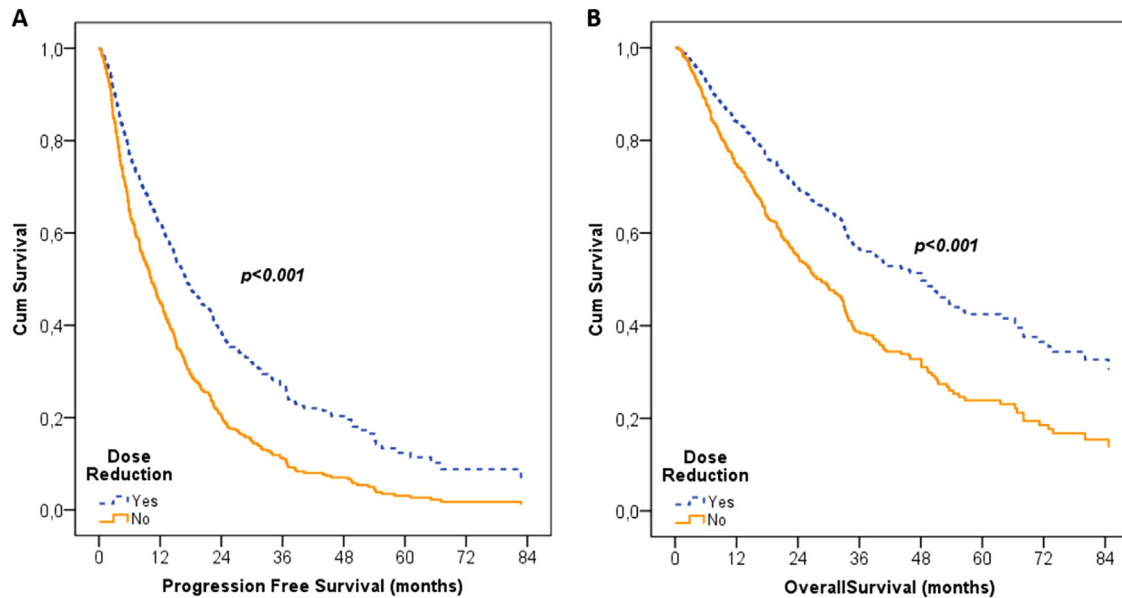 A
1,0
0,8
0,6
0,4
0,2
0,0
Cum Survival
p<0.001
Dose
Reduction
Yes
No
0 12 24 36 48 60 72 84
Progression Free Survival (months)
B
1,0
0,8
0,6
0,4
0,2
0,0
Cum Survival
p<0.001
Dose
Reduction
Yes
No
0 12 24 36 48 60 72 84
OverallSurvival (months)